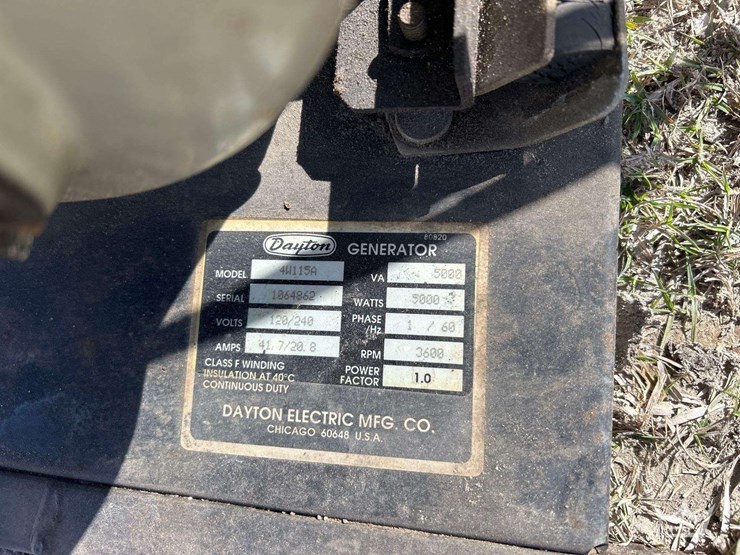 60820
Dayton GENERATOR
MODEL 4W115A VA 5000
SERIAL 1064862 WATTS 5000
VOLTS 120/240 PHASE /Hz 1 / 60
AMPS 41.7/20.8 RPM 3600
CLASS F WINDING
INSULATION AT 40°C
CONTINUOUS DUTY
POWER FACTOR 1.0
DAYTON ELECTRIC MFG. CO.
CHICAGO 60648 U.S.A.